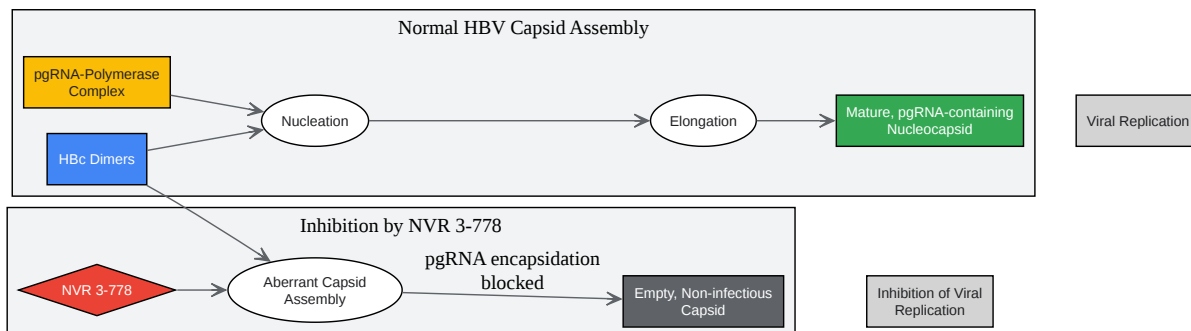 Normal HBV Capsid Assembly
pgRNA-Polymerase
Complex
Nucleation
Elongation
Mature, pgRNA-containing
Nucleocapsid
Viral Replication
HBc Dimers
Inhibition by NVR 3-778
NVR 3-778
Aberrant Capsid
Assembly
pgRNA encapsidation
blocked
Empty, Non-infectious
Capsid
Inhibition of Viral
Replication